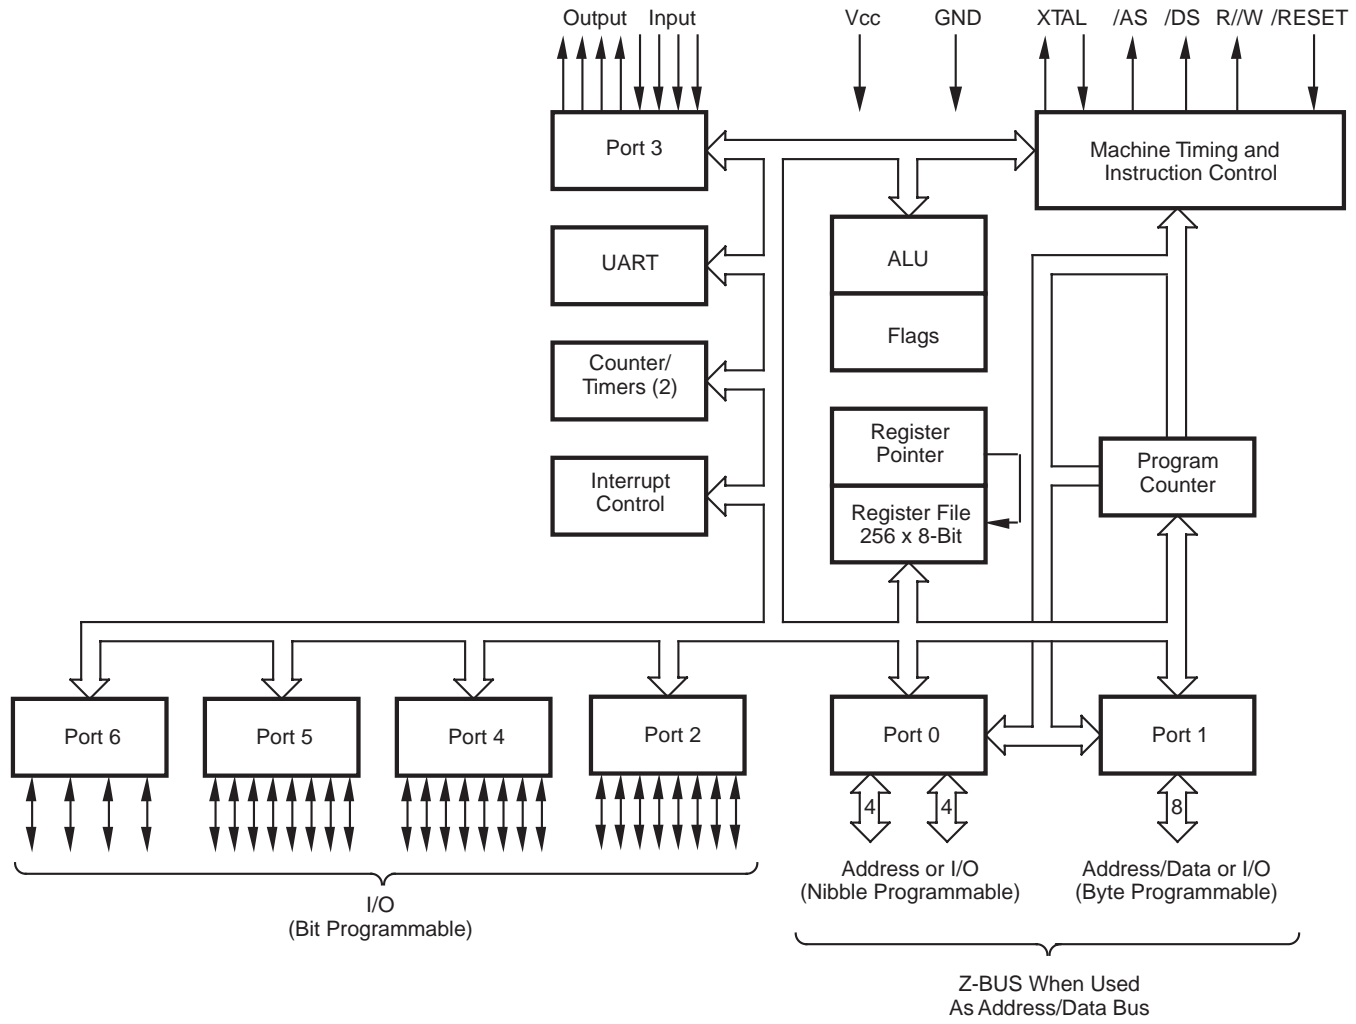 Output Input Vcc GND XTAL /AS /DS R//W /RESET
Port 3
Machine Timing and
Instruction Control
UART
ALU
Flags
Counter/
Timers (2)
Register
Pointer
Program
Counter
Interrupt
Control
Register File
256 x 8-Bit
Port 6
Port 5
Port 4
Port 2
Port 0
Port 1
4
4
8
I/O
(Bit Programmable)
Address or I/O
(Nibble Programmable)
Address/Data or I/O
(Byte Programmable)
Z-BUS When Used
As Address/Data Bus